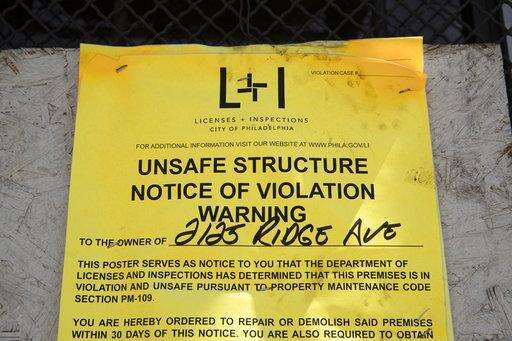 L+I
VIOLATION CASE #
LICENSES + INSPECTIONS
CITY OF PHILADELPHIA
FOR ADDITIONAL INFORMATION VISIT OUR WEBSITE AT WWW.PHILA.GOV/LI
UNSAFE STRUCTURE
NOTICE OF VIOLATION
WARNING
TO THE OWNER OF 2125 RIDGE AVE
THIS POSTER SERVES AS NOTICE TO YOU THAT THE DEPARTMENT OF
LICENSES AND INSPECTIONS HAS DETERMINED THAT THIS PREMISES IS IN
VIOLATION AND UNSAFE PURSUANT TO PROPERTY MAINTENANCE CODE
SECTION PM-109.
YOU ARE HEREBY ORDERED TO REPAIR OR DEMOLISH SAID PREMISES
WITHIN 30 DAYS OF THIS NOTICE. YOU ARE ALSO REQUIRED TO OBTAIN